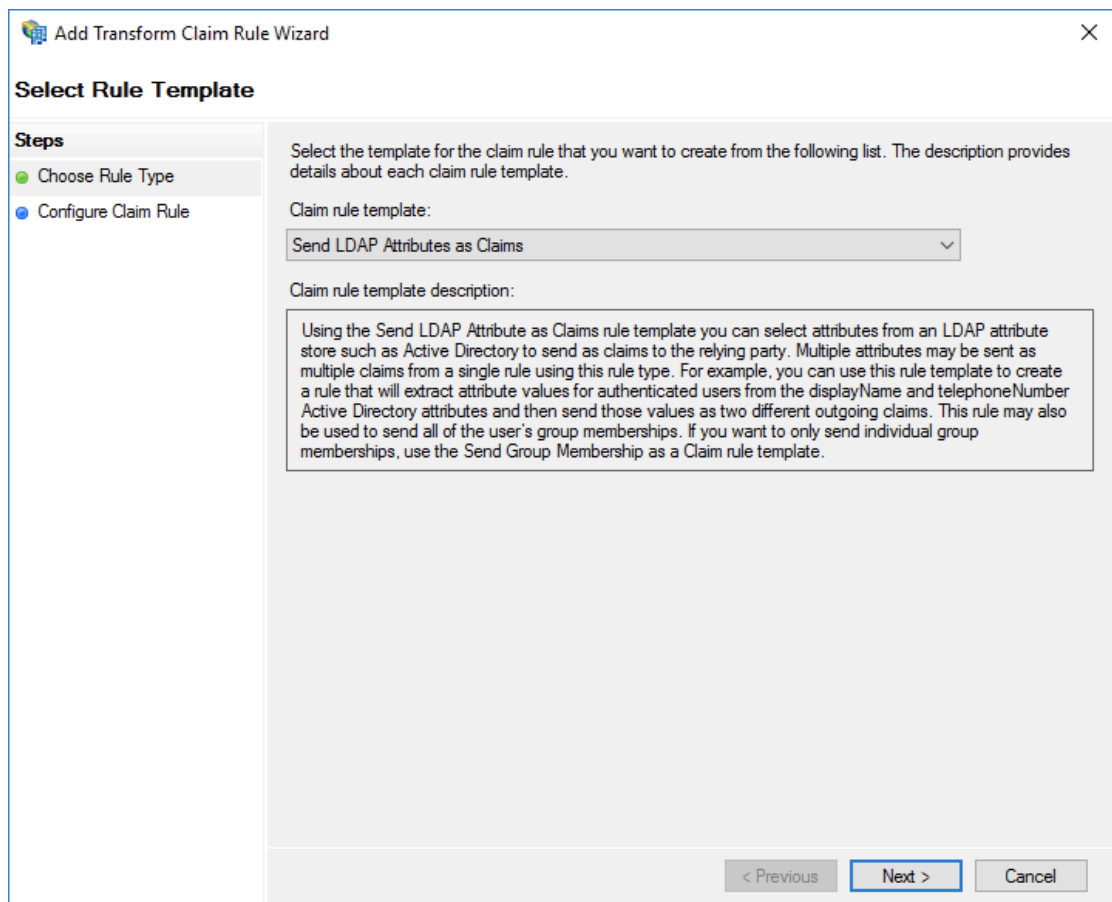 Add Transform Claim Rule Wizard
Select Rule Template
Steps
Choose Rule Type
Configure Claim Rule
Select the template for the claim rule that you want to create from the following list. The description provides
details about each claim rule template.
Claim rule template:
Send LDAP Attributes as Claims
Claim rule template description:
Using the Send LDAP Attribute as Claims rule template you can select attributes from an LDAP attribute
store such as Active Directory to send as claims to the relying party. Multiple attributes may be sent as
multiple claims from a single rule using this rule type. For example, you can use this rule template to create
a rule that will extract attribute values for authenticated users from the displayName and telephoneNumber
Active Directory attributes and then send those values as two different outgoing claims. This rule may also
be used to send all of the user's group memberships. If you want to only send individual group
memberships, use the Send Group Membership as a Claim rule template.
< Previous
Next >
Cancel